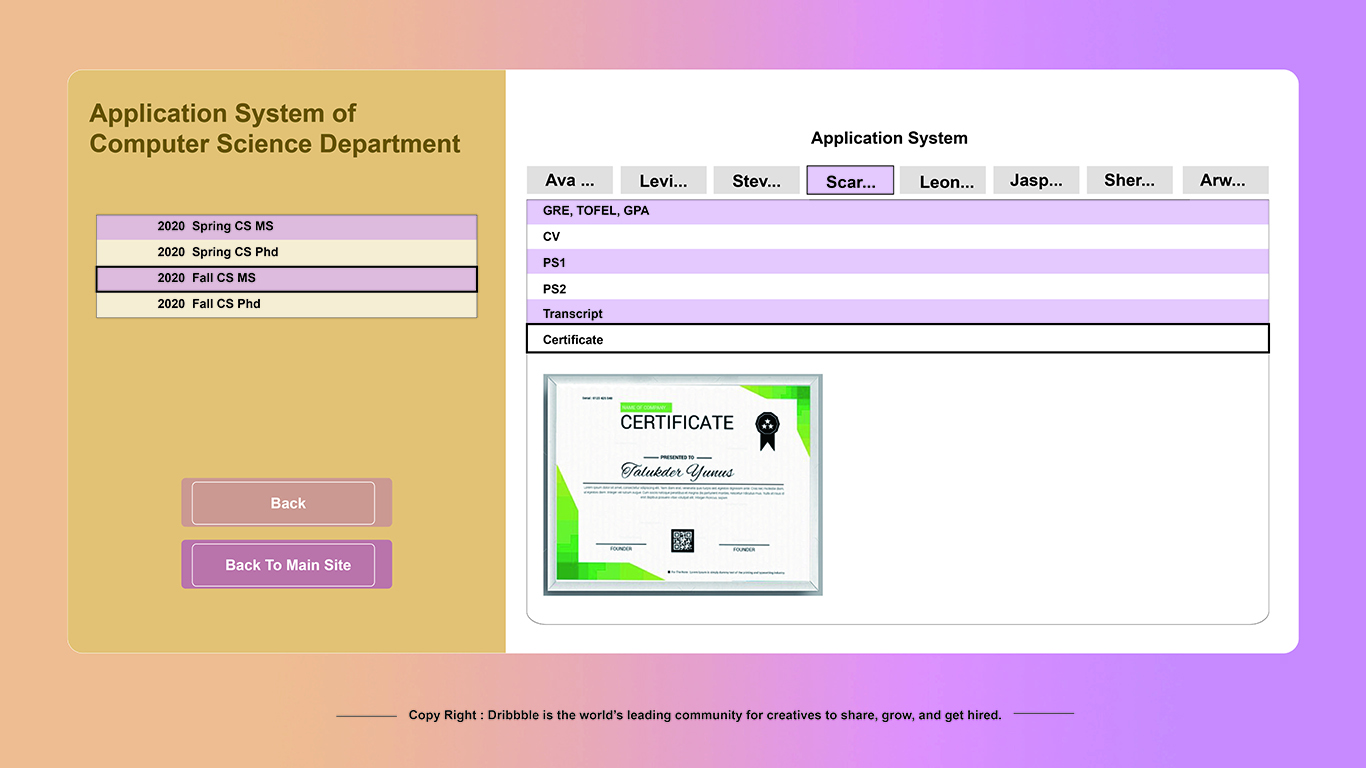 Application System of
Computer Science Department
2020 Spring CS MS
2020 Spring CS Phd
2020 Fall CS MS
2020 Fall CS Phd
Back
Back To Main Site
Application System
Ava ...
Levi...
Stev...
Scar...
Leon...
Jasp...
Sher...
Arw...
GRE, TOFEL, GPA
CV
PS1
PS2
Transcript
Certificate
NAME OF COMPANY
CERTIFICATE
PRESENTED TO
Talukder Yunus
FOUNDER
FOUNDER
Copy Right : Dribbble is the world’s leading community for creatives to share, grow, and get hired.